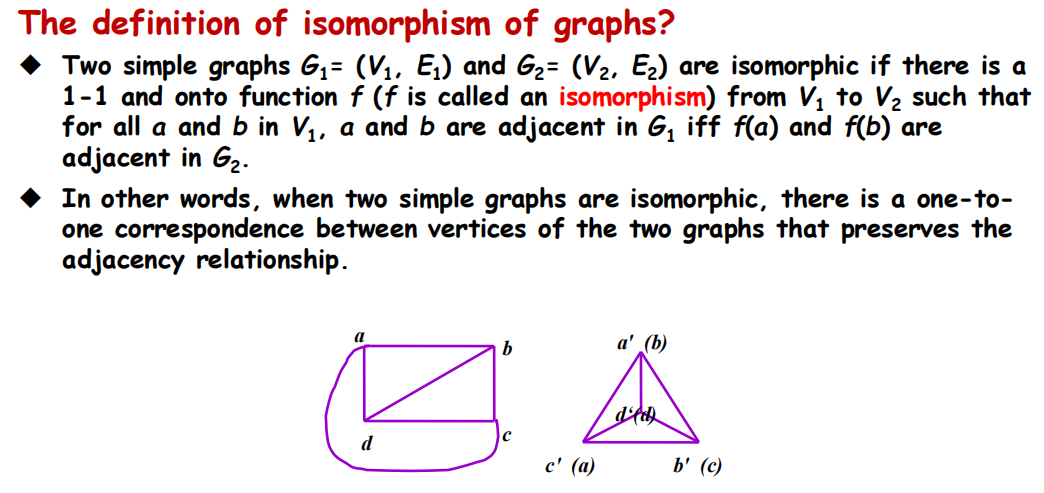 The definition of isomorphism of graphs?
◆ Two simple graphs G₁= (V₁, E₁) and G₂= (V₂, E₂) are isomorphic if there is a
1-1 and onto function f (f is called an isomorphism) from V₁ to V₂ such that
for all a and b in V₁, a and b are adjacent in G₁ iff f(a) and f(b) are
adjacent in G₂.
◆ In other words, when two simple graphs are isomorphic, there is a one-to-
one correspondence between vertices of the two graphs that preserves the
adjacency relationship.
a
b
d
c
a' (b)
d'(d)
c' (a)
b' (c)